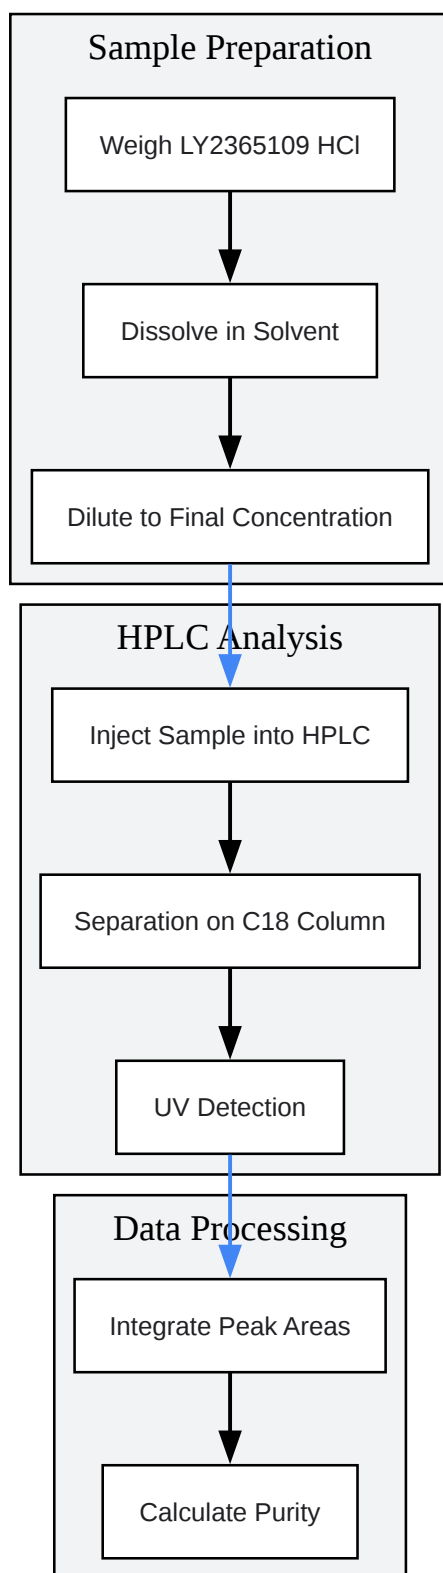 Sample Preparation
Weigh LY2365109 HCl
Dissolve in Solvent
Dilute to Final Concentration
HPLC Analysis
Inject Sample into HPLC
Separation on C18 Column
UV Detection
Data Processing
Integrate Peak Areas
Calculate Purity